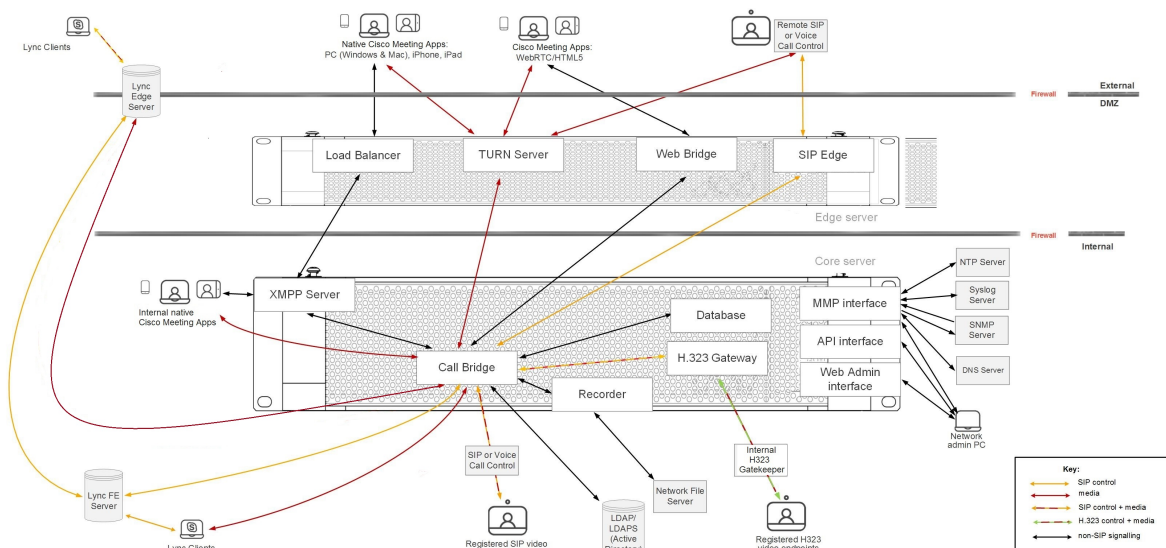 Lync Clients
Native Cisco Meeting Apps:
PC (Windows & Mac), iPhone, iPad
Cisco Meeting Apps:
WebRTC/HTML5
Remote SIP
or Voice
Call Control
Lync
Edge
Server
Firewall
External
DMZ
Load Balancer
TURN Server
Web Bridge
SIP Edge
Edge server
Firewall
Internal
Core server
NTP Server
XMPP Server
MMP interface
Syslog
Server
Internal native
Cisco Meeting Apps
Database
SNMP
Server
API interface
H.323 Gateway
Call Bridge
DNS Server
Web Admin
interface
Recorder
Network
admin PC
SIP or Voice
Call Control
Internal
H323
Gatekeeper
Lync FE
Server
Network File
Server
LDAP/
LDAPS
(Active
Registered SIP video
Registered H323
video endpoints
Lync Clients
Key:
SIP control
media
SIP control + media
H.323 control + media
non-SIP signalling